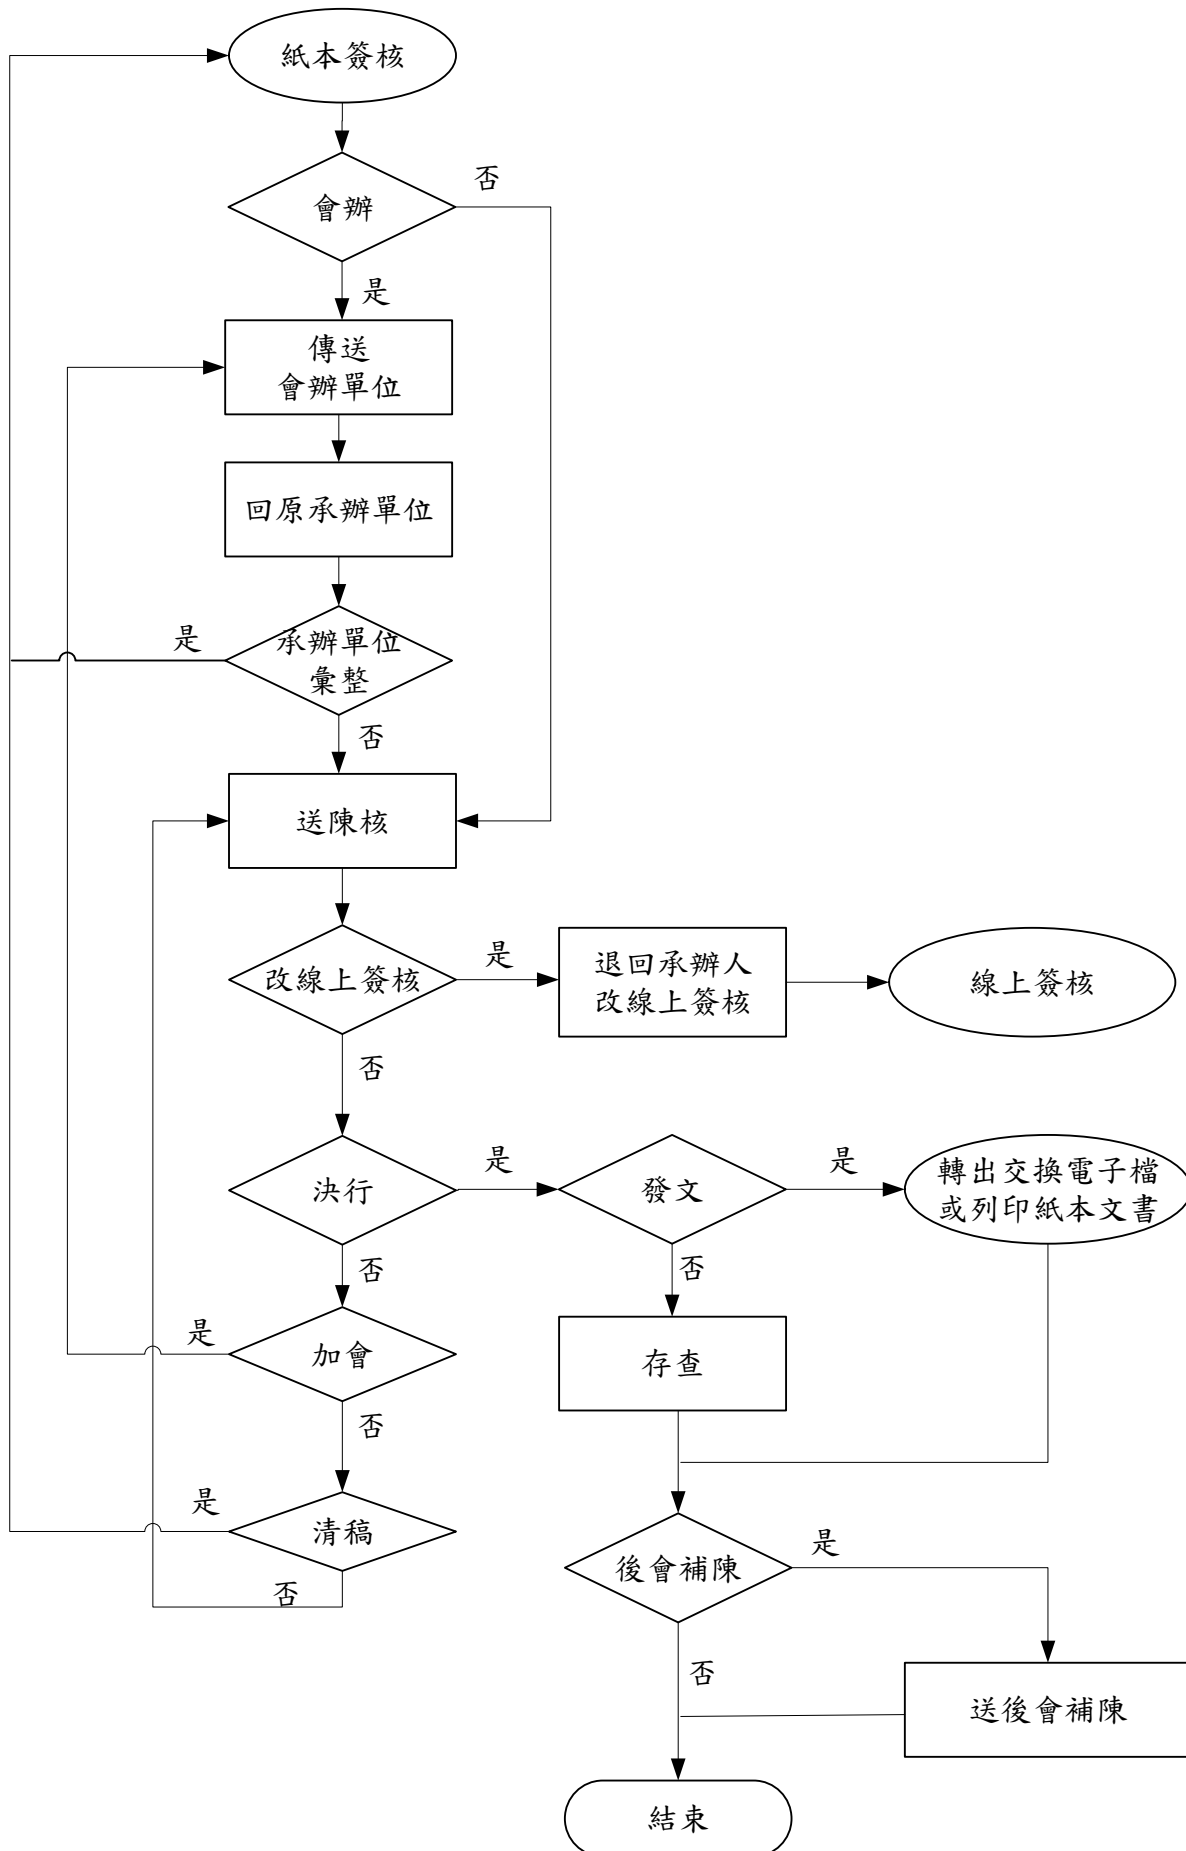 紙本簽核
會辦
否
是
傳送
會辦單位
回原承辦單位
是
承辦單位
彙整
否
送陳核
改線上簽核
是
退回承辦人
改線上簽核
線上簽核
否
決行
是
發文
是
轉出交換電子檔
或列印紙本文書
否
否
是
加會
存查
否
是
清稿
否
後會補陳
是
否
送後會補陳
結束